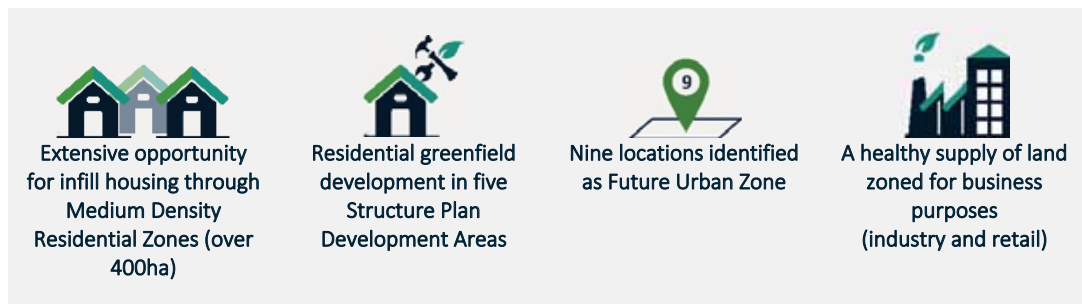 Extensive opportunity
for infill housing through
Medium Density
Residential Zones (over
400ha)
Residential greenfield
development in five
Structure Plan
Development Areas
9
Nine locations identified
as Future Urban Zone
A healthy supply of land
zoned for business
purposes
(industry and retail)